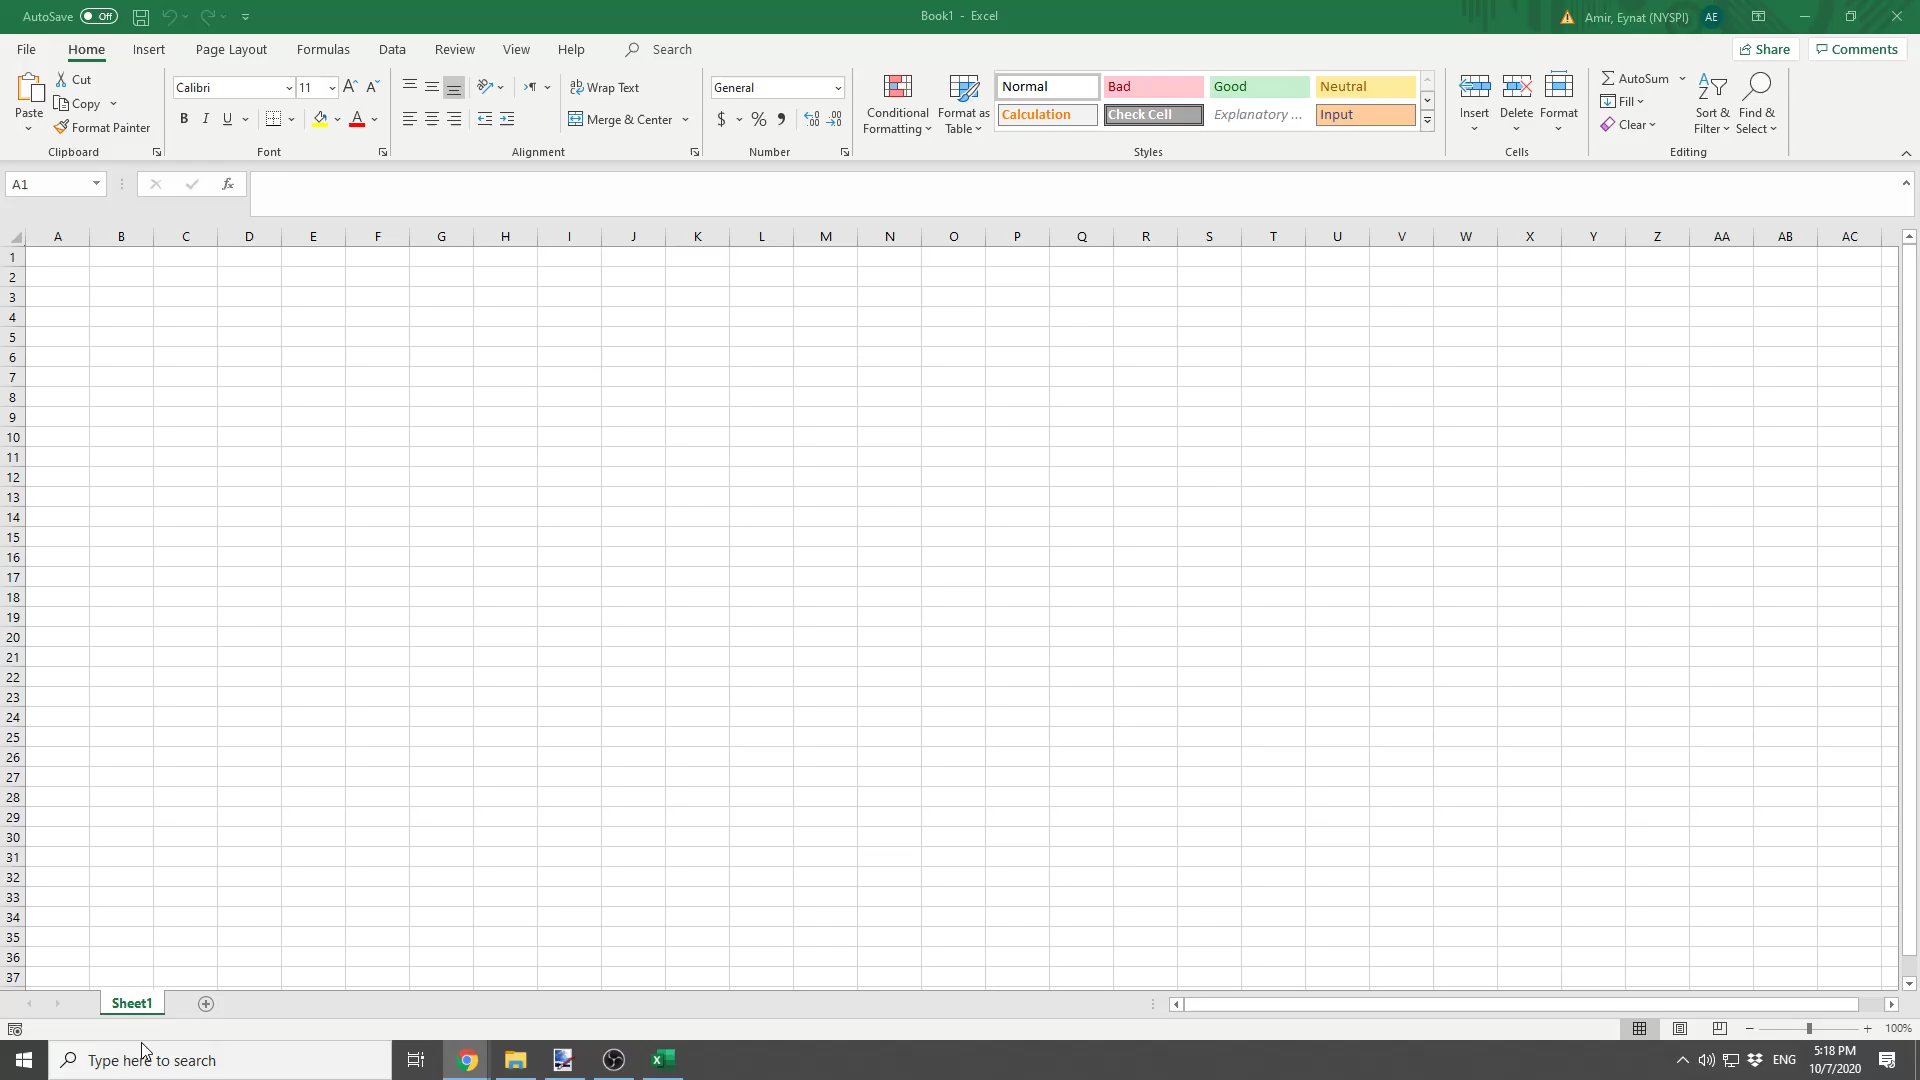 AutoSave Off
Book1 - Excel
Amir, Eynat (NYSPI) AE
File Home Insert Page Layout Formulas Data Review View Help Search
Share Comments
Paste
Cut
Copy
Format Painter
Clipboard
Calibri 11
B I U
Font
Wrap Text
Merge & Center
Alignment
General
$ % ,
Number
Conditional Formatting
Format as Table
Normal Bad Good Neutral
Calculation Check Cell Explanatory ... Input
Styles
Insert Delete Format
Cells
AutoSum
Fill
Clear
Sort & Filter
Find & Select
Editing
A1
fx
A B C D E F G H I J K L M N O P Q R S T U V W X Y Z AA AB AC
1
2
3
4
5
6
7
8
9
10
11
12
13
14
15
16
17
18
19
20
21
22
23
24
25
26
27
28
29
30
31
32
33
34
35
36
37
Sheet1
100%
Type here to search
ENG
5:18 PM
10/7/2020